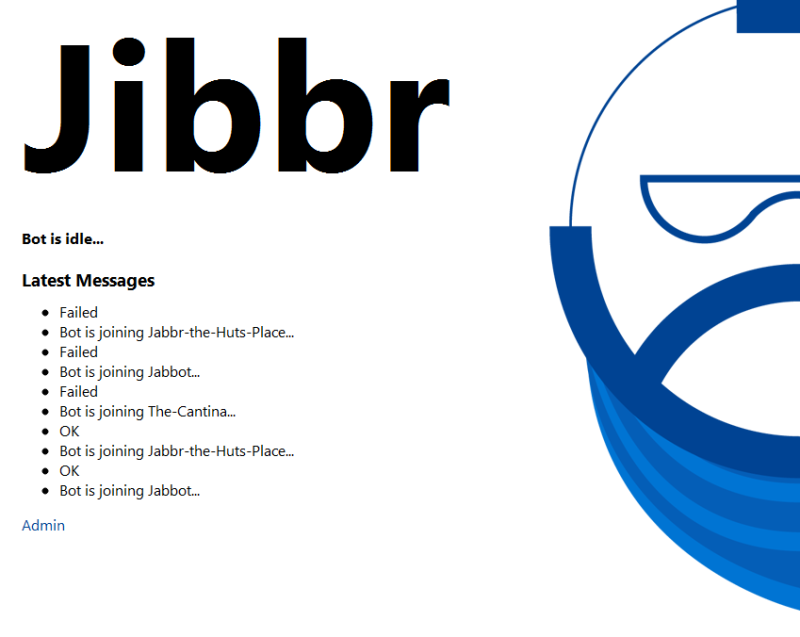 Jibbr
Bot is idle...
Latest Messages
Failed
Bot is joining Jabbr-the-Huts-Place...
Failed
Bot is joining Jabbot...
Failed
Bot is joining The-Cantina...
OK
Bot is joining Jabbr-the-Huts-Place...
OK
Bot is joining Jabbot...
Admin